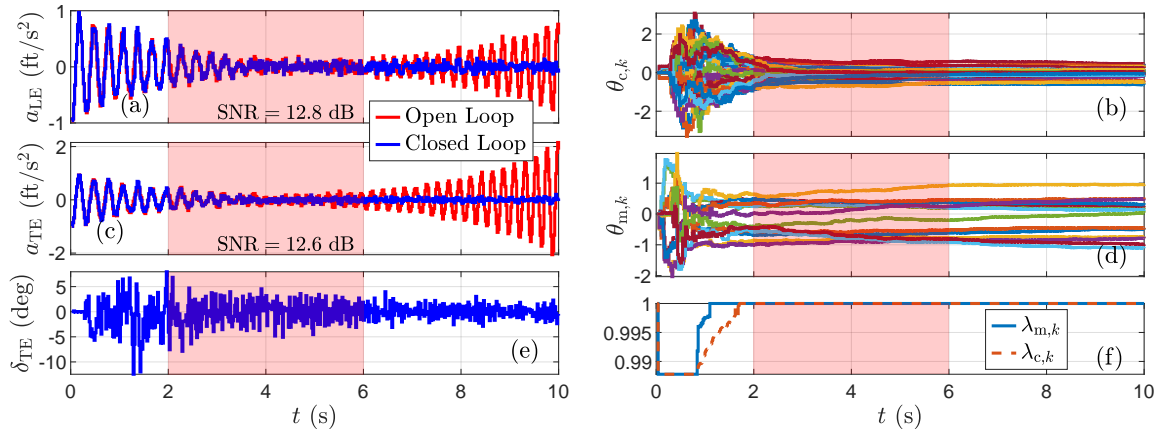 1
0
-1
a_LE (ft/s²)
(a)
SNR = 12.8 dB
Open Loop
Closed Loop
2
0
-2
a_TE (ft/s²)
(c)
SNR = 12.6 dB
5
0
-5
-10
δ_TE (deg)
(e)
0 2 4 6 8 10
t (s)
2
0
-2
θ_c,k
(b)
1
0
-1
-2
θ_m,k
(d)
1
0.995
0.99
λ_m,k
λ_c,k
(f)
0 2 4 6 8 10
t (s)